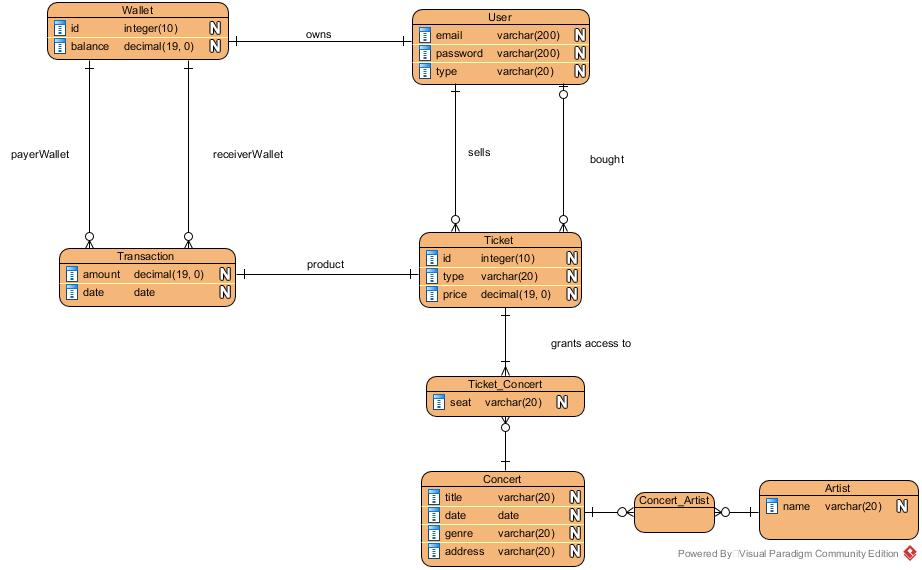 Wallet
id integer(10) N
balance decimal(19, 0) N
owns
User
email varchar(200) N
password varchar(200) N
type varchar(20) N
payerWallet
receiverWallet
sells
bought
Transaction
amount decimal(19, 0) N
date date N
product
Ticket
id integer(10) N
type varchar(20) N
price decimal(19, 0) N
grants access to
Ticket_Concert
seat varchar(20) N
Concert
title varchar(20) N
date date N
genre varchar(20) N
address varchar(20) N
Concert_Artist
Artist
name varchar(20) N
Powered By Visual Paradigm Community Edition